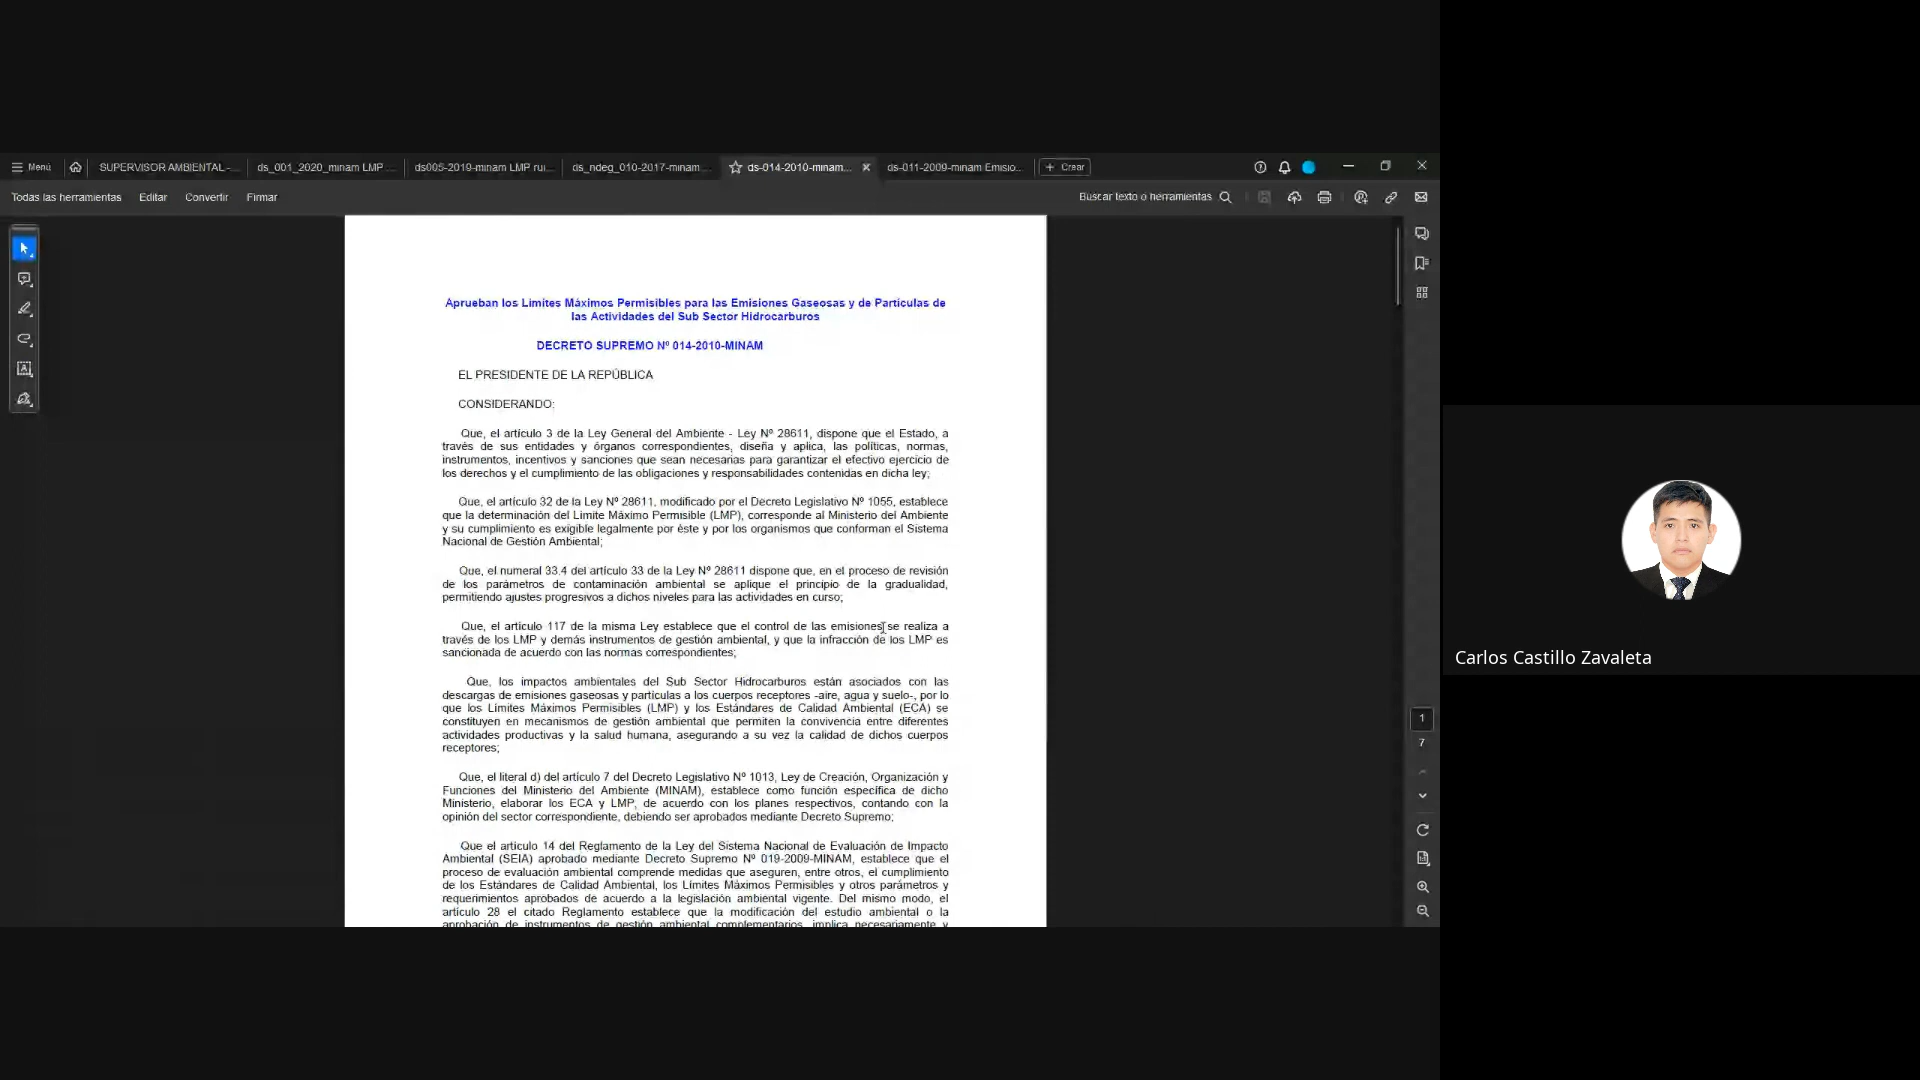 Menú
SUPERVISOR AMBIENTAL -...
ds_001_2020_minam LMP ...
ds005-2019-minam LMP rui...
ds_ndeg_010-2017-minam...
ds-014-2010-minam...
ds-011-2009-minam Emisio...
+ Crear
Todas las herramientas
Editar
Convertir
Firmar
Buscar texto o herramientas
Aprueban los Límites Máximos Permisibles para las Emisiones Gaseosas y de Partículas de
las Actividades del Sub Sector Hidrocarburos
DECRETO SUPREMO Nº 014-2010-MINAM
EL PRESIDENTE DE LA REPÚBLICA
CONSIDERANDO:
Que, el artículo 3 de la Ley General del Ambiente - Ley Nº 28611, dispone que el Estado, a
través de sus entidades y órganos correspondientes, diseña y aplica, las políticas, normas,
instrumentos, incentivos y sanciones que sean necesarias para garantizar el efectivo ejercicio de
los derechos y el cumplimiento de las obligaciones y responsabilidades contenidas en dicha ley;
Que, el artículo 32 de la Ley Nº 28611, modificado por el Decreto Legislativo Nº 1055, establece
que la determinación del Límite Máximo Permisible (LMP), corresponde al Ministerio del Ambiente
y su cumplimiento es exigible legalmente por éste y por los organismos que conforman el Sistema
Nacional de Gestión Ambiental;
Que, el numeral 33.4 del artículo 33 de la Ley Nº 28611 dispone que, en el proceso de revisión
de los parámetros de contaminación ambiental se aplique el principio de la gradualidad,
permitiendo ajustes progresivos a dichos niveles para las actividades en curso;
Que, el artículo 117 de la misma Ley establece que el control de las emisiones se realiza a
través de los LMP y demás instrumentos de gestión ambiental, y que la infracción de los LMP es
sancionada de acuerdo con las normas correspondientes;
Que, los impactos ambientales del Sub Sector Hidrocarburos están asociados con las
descargas de emisiones gaseosas y partículas a los cuerpos receptores -aire, agua y suelo-, por lo
que los Límites Máximos Permisibles (LMP) y los Estándares de Calidad Ambiental (ECA) se
constituyen en mecanismos de gestión ambiental que permiten la convivencia entre diferentes
actividades productivas y la salud humana, asegurando a su vez la calidad de dichos cuerpos
receptores;
Que, el literal d) del artículo 7 del Decreto Legislativo Nº 1013, Ley de Creación, Organización y
Funciones del Ministerio del Ambiente (MINAM), establece como función específica de dicho
Ministerio, elaborar los ECA y LMP, de acuerdo con los planes respectivos, contando con la
opinión del sector correspondiente, debiendo ser aprobados mediante Decreto Supremo;
Que el artículo 14 del Reglamento de la Ley del Sistema Nacional de Evaluación de Impacto
Ambiental (SEIA) aprobado mediante Decreto Supremo Nº 019-2009-MINAM, establece que el
proceso de evaluación ambiental comprende medidas que aseguren, entre otros, el cumplimiento
de los Estándares de Calidad Ambiental, los Límites Máximos Permisibles y otros parámetros y
requerimientos aprobados de acuerdo a la legislación ambiental vigente. Del mismo modo, el
artículo 28 el citado Reglamento establece que la modificación del estudio ambiental o la
aprobación de instrumentos de gestión ambiental complementarios, implica necesariamente y
1
7
Carlos Castillo Zavaleta